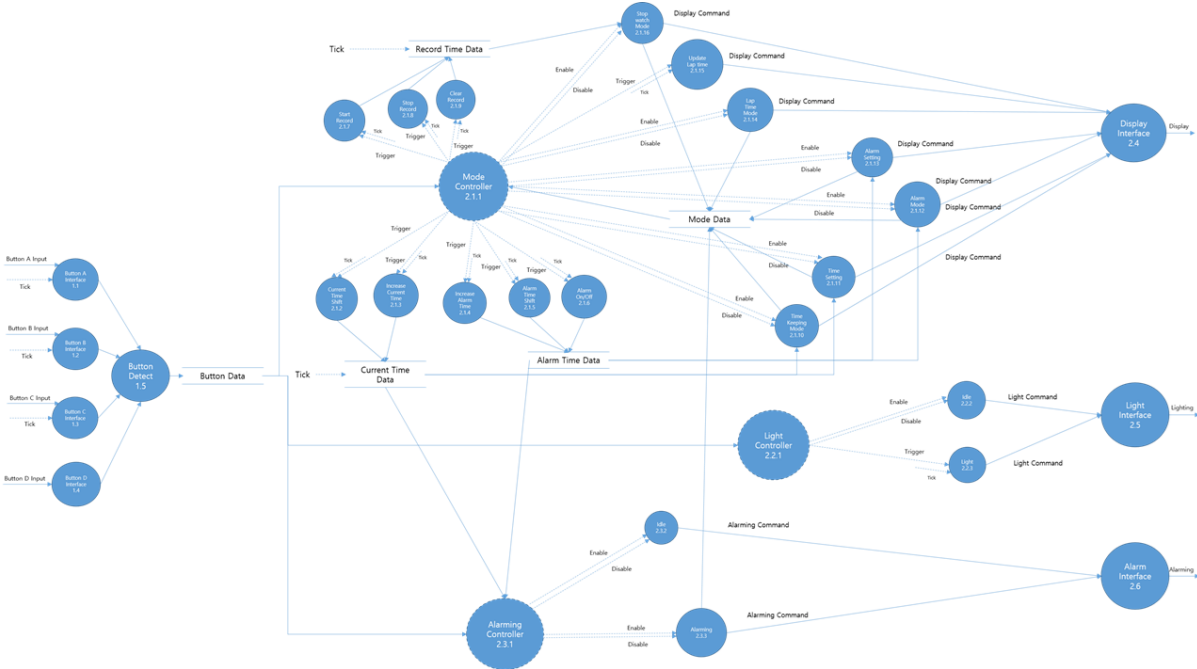 Stop
watch
Mode
2.1.16
Display Command
Tick
Record Time Data
Enable
Disable
Update
Lap time
2.1.15
Display Command
Trigger
Tick
Clear
Record
2.1.9
Stop
Record
2.1.8
Start
Record
2.1.7
Tick
Tick
Tick
Trigger
Trigger
Trigger
Lap
Time
Mode
2.1.14
Display Command
Enable
Disable
Display
Interface
2.4
Display
Alarm
Setting
2.1.13
Display Command
Enable
Disable
Mode
Controller
2.1.1
Alarm
Mode
2.1.12
Display Command
Display Command
Enable
Disable
Mode Data
Trigger
Trigger
Trigger
Trigger
Trigger
Tick
Tick
Tick
Tick
Tick
Enable
Disable
Display Command
Time
Setting
2.1.11
Button A Input
Tick
Button A
Interface
1.1
Current
Time
Shift
2.1.2
Increase
Current
Time
2.1.3
Increase
Alarm
Time
2.1.4
Alarm
Time
Shift
2.1.5
Alarm
On/Off
2.1.6
Enable
Disable
Time
Keeping
Mode
2.1.10
Button B Input
Tick
Button B
Interface
1.2
Button
Detect
1.5
Button Data
Tick
Current Time
Data
Alarm Time Data
Button C Input
Tick
Button C
Interface
1.3
Enable
Disable
Idle
2.2.2
Light Command
Light
Interface
2.5
Lighting
Light
Controller
2.2.1
Trigger
Tick
Light
2.2.3
Light Command
Button D Input
Button D
Interface
1.4
Idle
2.3.2
Alarming Command
Enable
Disable
Alarm
Interface
2.6
Alarming
Alarming
Controller
2.3.1
Enable
Disable
Alarming
2.3.3
Alarming Command